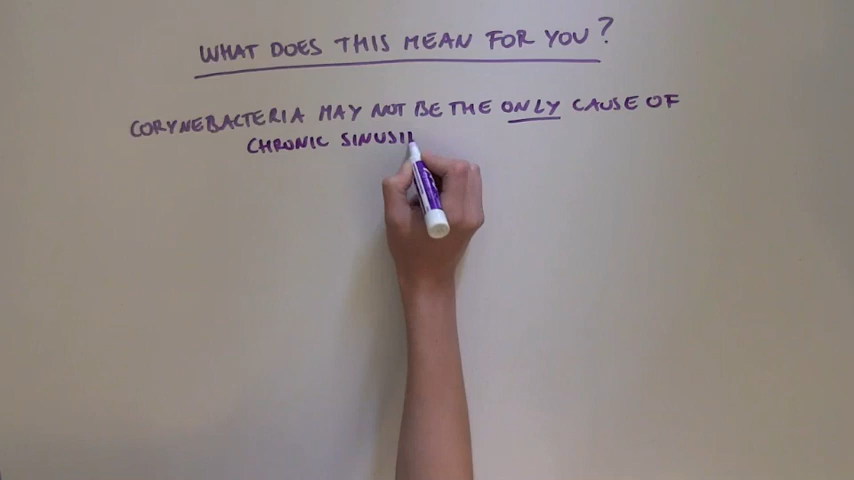 WHAT DOES THIS MEAN FOR YOU?
CORYNEBACTERIA MAY NOT BE THE ONLY CAUSE OF
CHRONIC